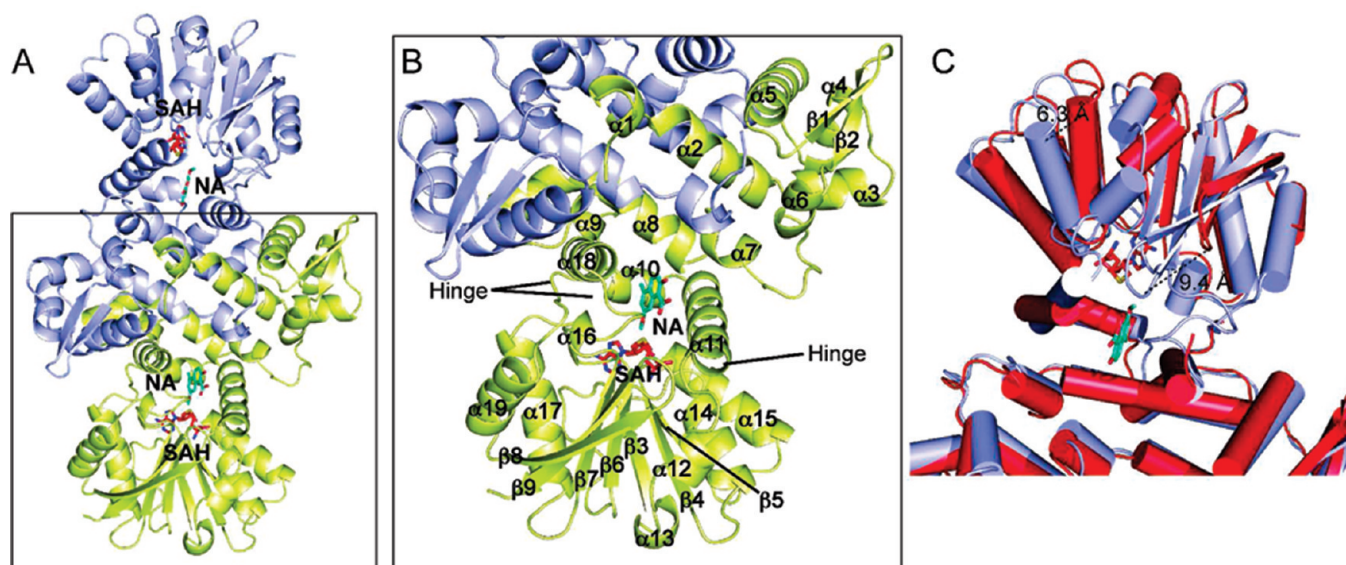 A
SAH
NA
NA
SAH
B
α5
α4
β1
α1
β2
α2
α6
α3
α9
α8
α7
α18
α10
Hinge
NA
α16
α11
Hinge
SAH
α19
α17
α14
α15
β8
β3
β6
α12
β7
β9
β4
β5
α13
C
6.3 Å
9.4 Å